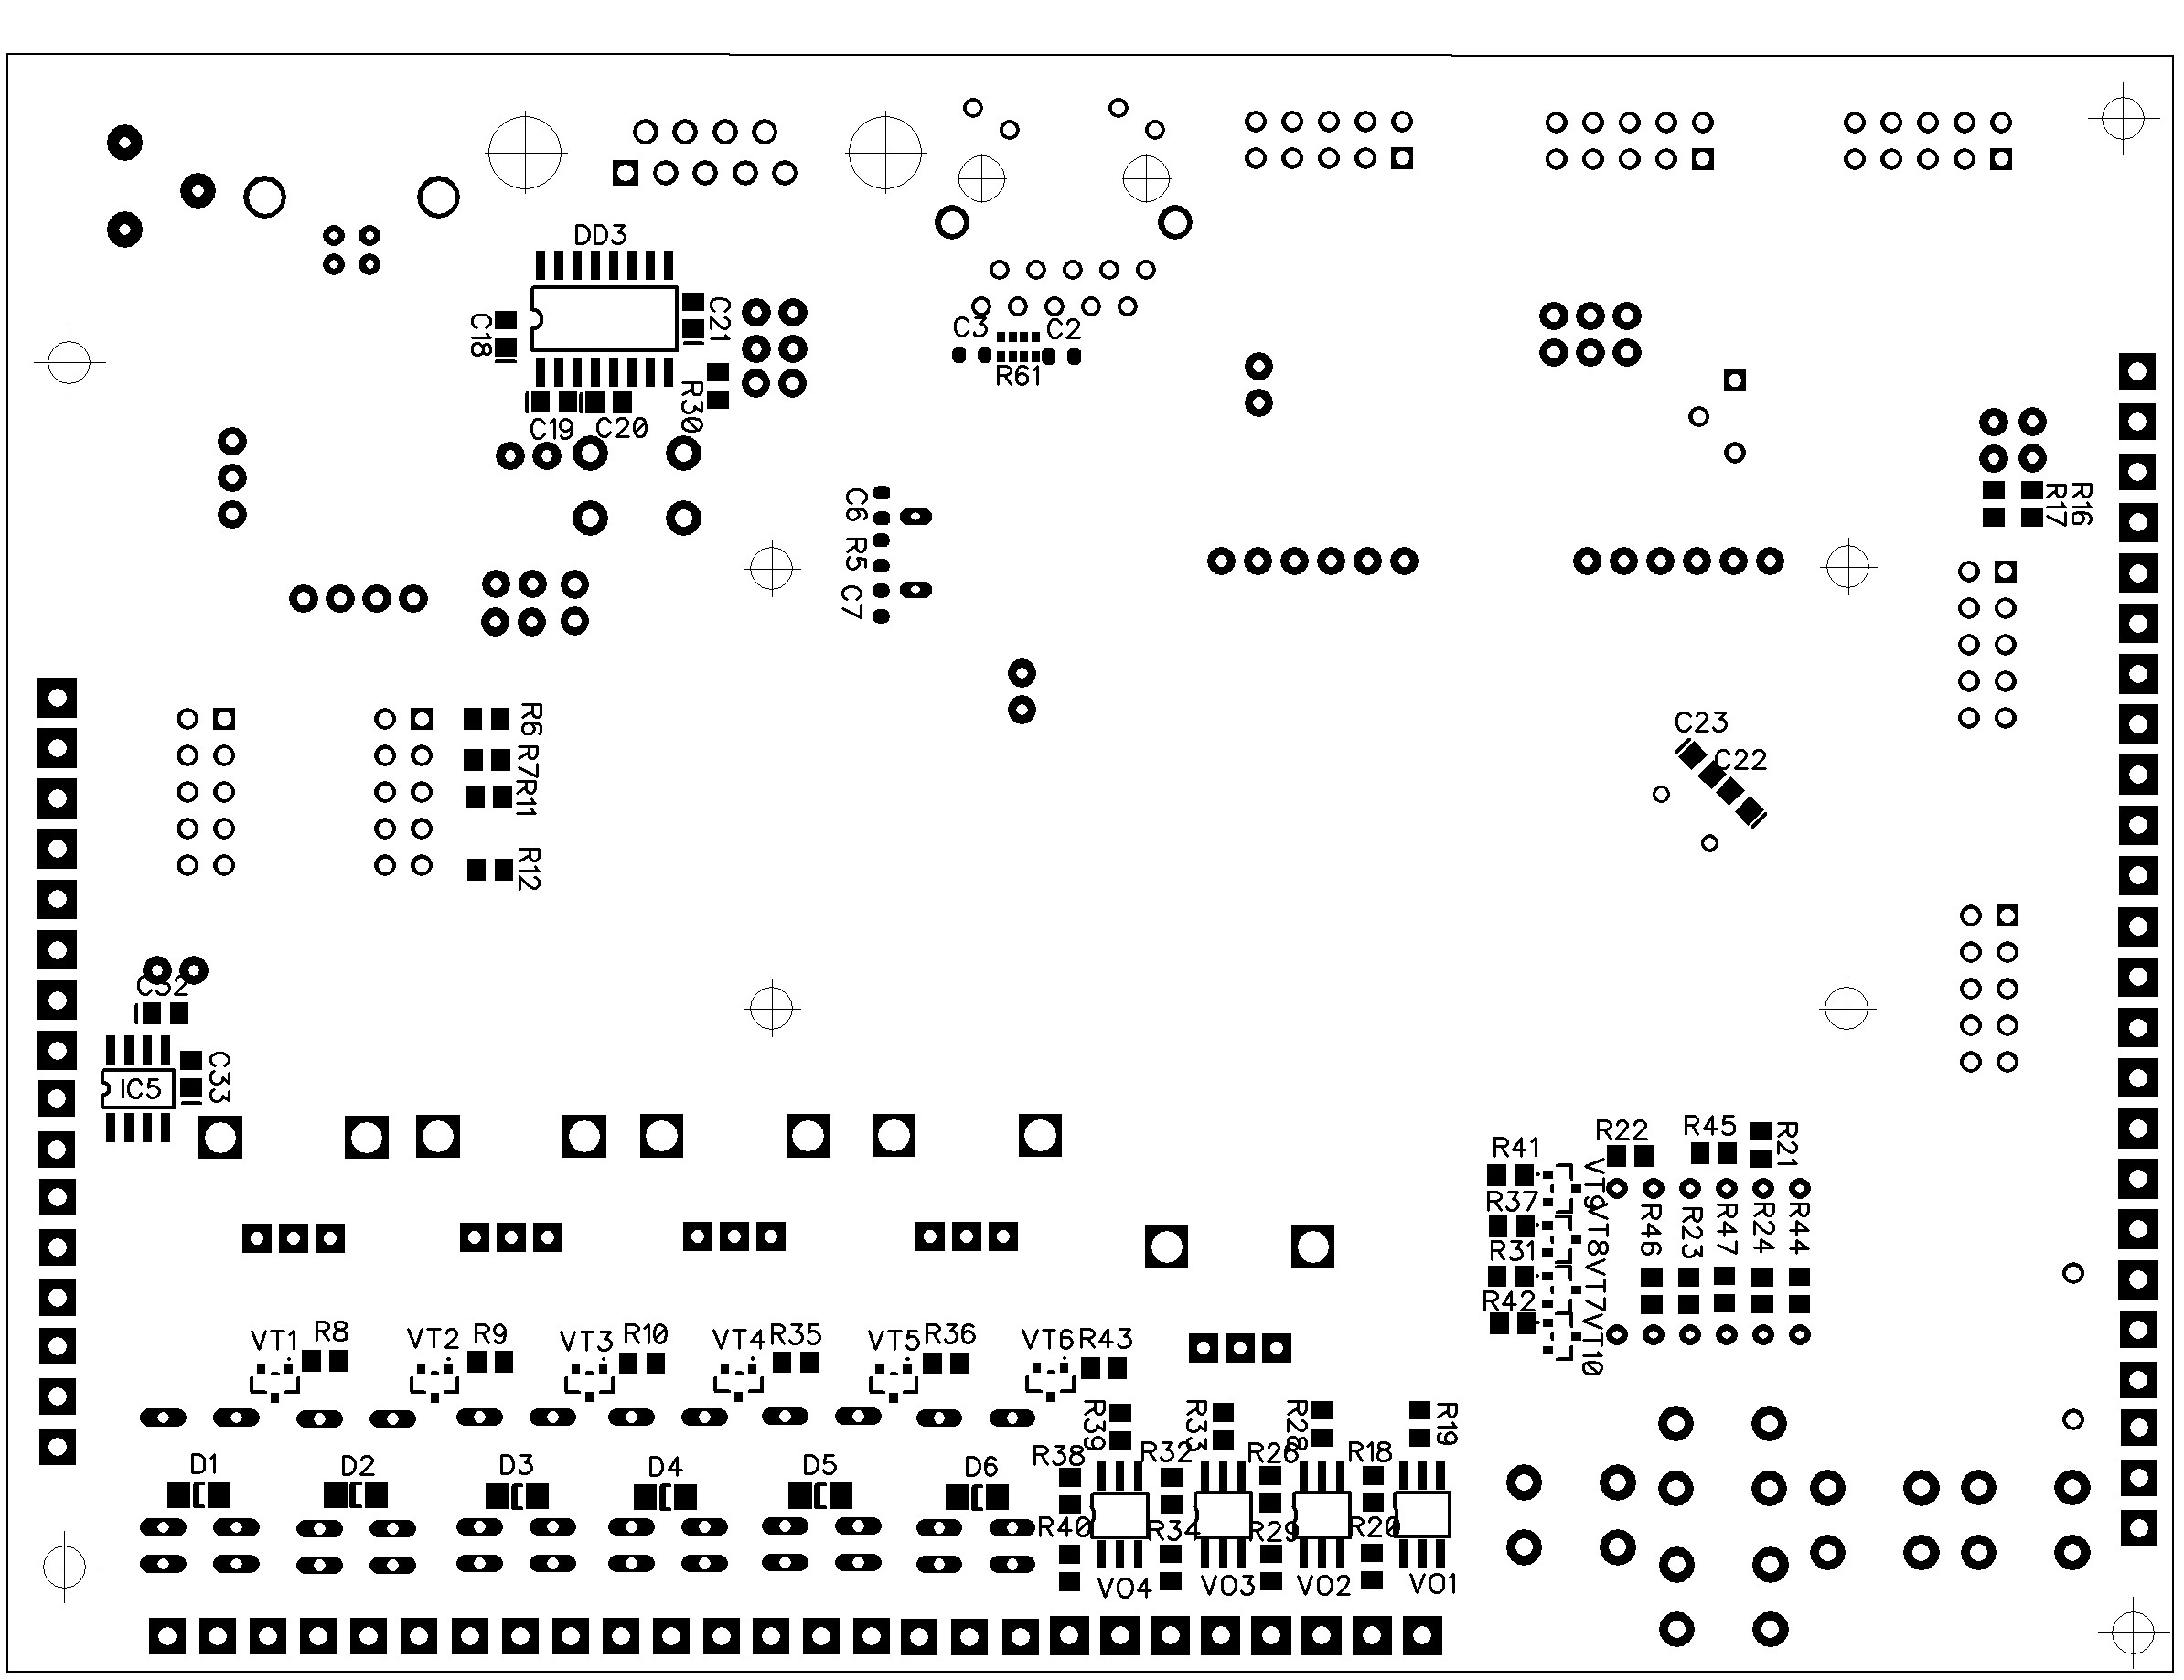 DD3
C21
C18
C3
C2
R61
R30
C19
C20
C6
R5
C7
R16
R17
R6
R7
R11
R12
C23
C22
C32
C33
IC5
R41
R22
R45
R21
VT9
R37
VT8
R46
R23
R47
R24
R44
R31
VT7
R42
VT10
VT1
R8
VT2
R9
VT3
R10
VT4
R35
VT5
R36
VT6
R43
R39
R33
R28
R19
R38
R32
R26
R18
D1
D2
D3
D4
D5
D6
R40
R34
R29
R20
VO4
VO3
VO2
VO1